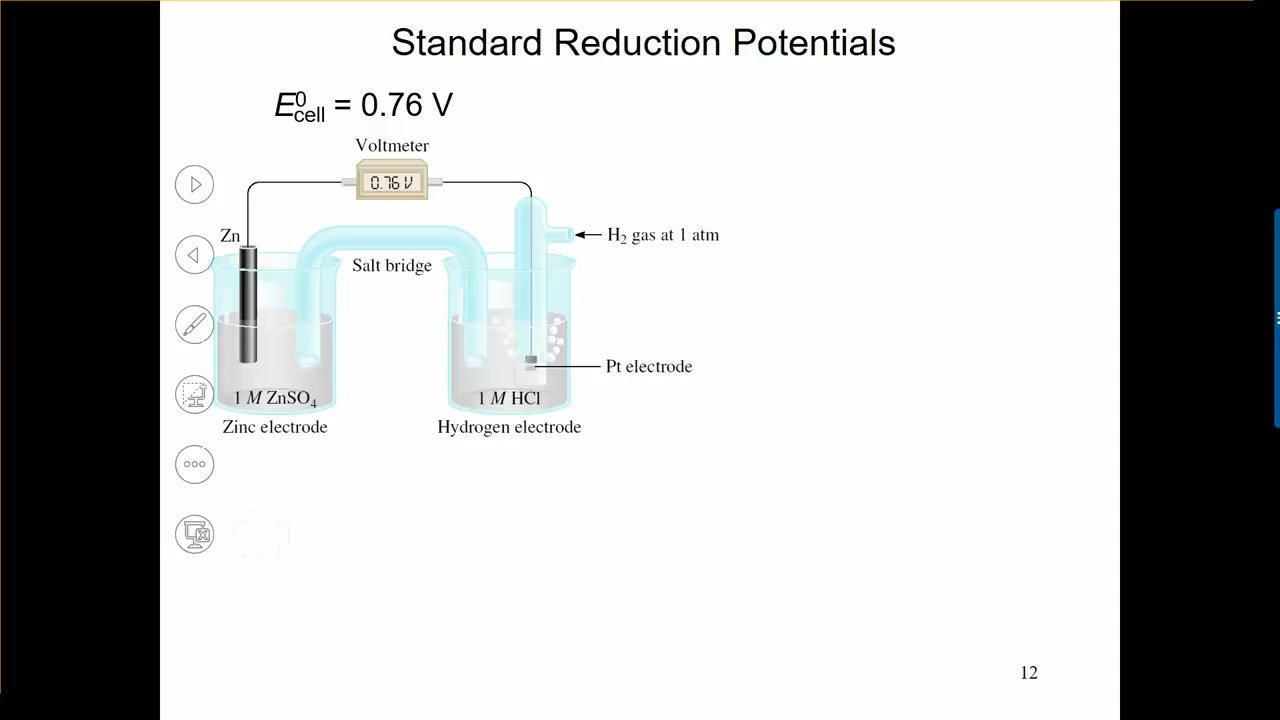 Standard Reduction Potentials
E⁰cell = 0.76 V
Voltmeter
0.76 V
Zn
H₂ gas at 1 atm
Salt bridge
Pt electrode
1 M ZnSO₄
1 M HCl
Zinc electrode
Hydrogen electrode
12